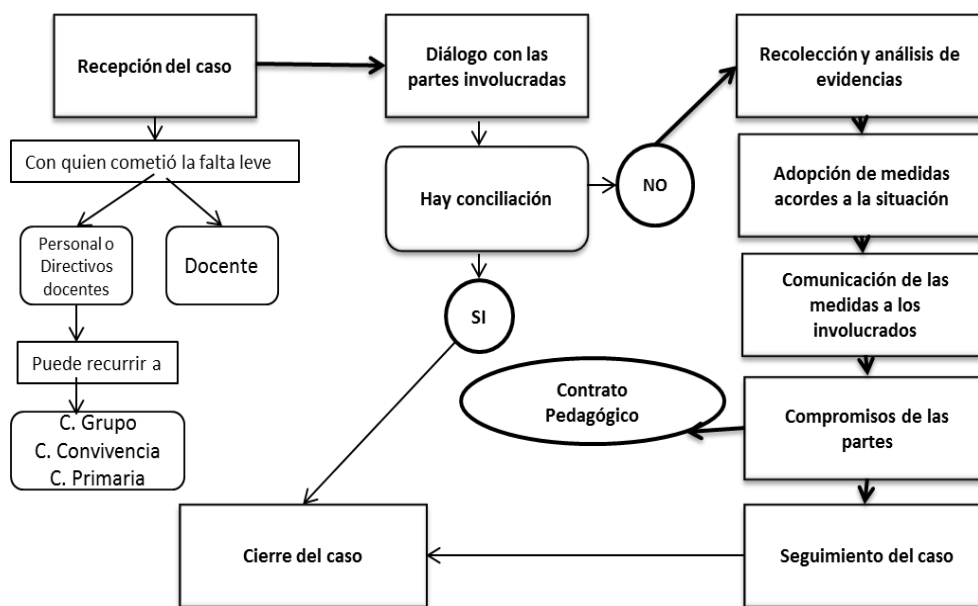 Recepción del caso
Diálogo con las
partes involucradas
Recolección y análisis de
evidencias
Con quien cometió la falta leve
Hay conciliación
NO
Adopción de medidas
acordes a la situación
Personal o
Directivos
docentes
Docente
SI
Comunicación de las
medidas a los
involucrados
Puede recurrir a
Contrato
Pedagógico
Compromisos de las
partes
C. Grupo
C. Convivencia
C. Primaria
Cierre del caso
Seguimiento del caso